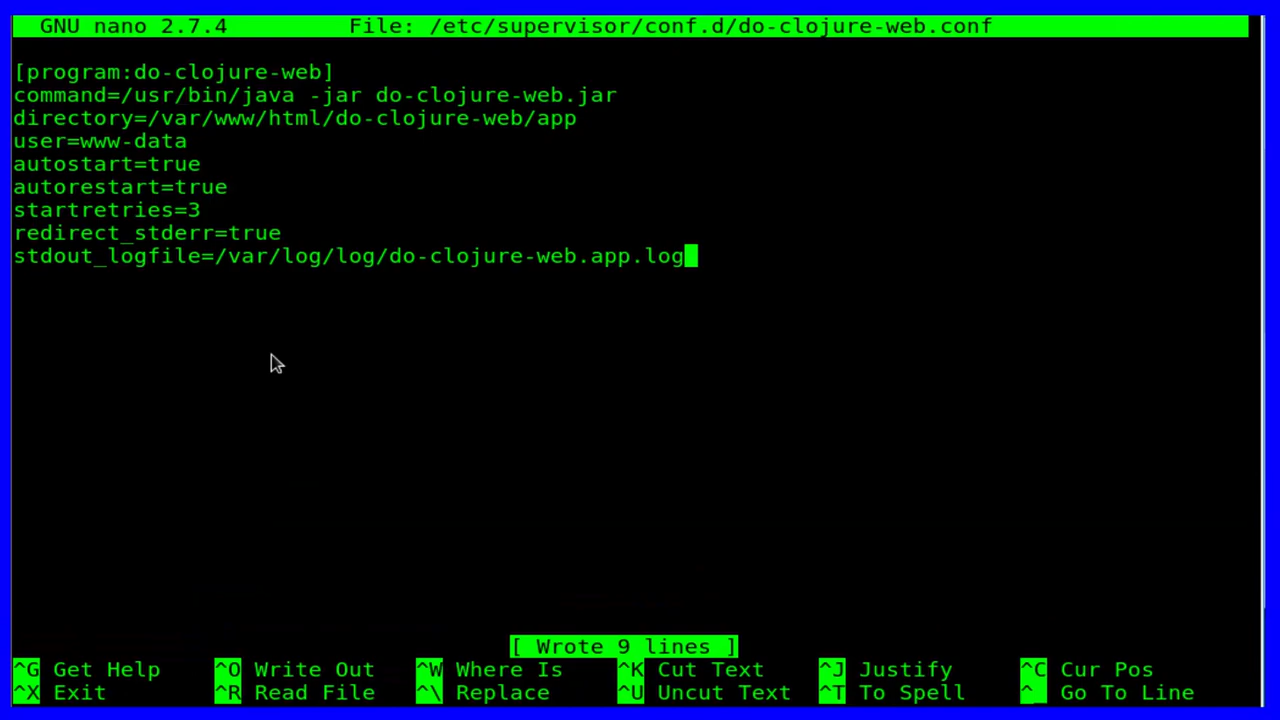 GNU nano 2.7.4 File: /etc/supervisor/conf.d/do-clojure-web.conf
[program:do-clojure-web]
command=/usr/bin/java -jar do-clojure-web.jar
directory=/var/www/html/do-clojure-web/app
user=www-data
autostart=true
autorestart=true
startretries=3
redirect_stderr=true
stdout_logfile=/var/log/log/do-clojure-web.app.log
[ Wrote 9 lines ]
^G Get Help ^O Write Out ^W Where Is ^K Cut Text ^J Justify ^C Cur Pos
^X Exit ^R Read File ^\ Replace ^U Uncut Text ^T To Spell ^_ Go To Line